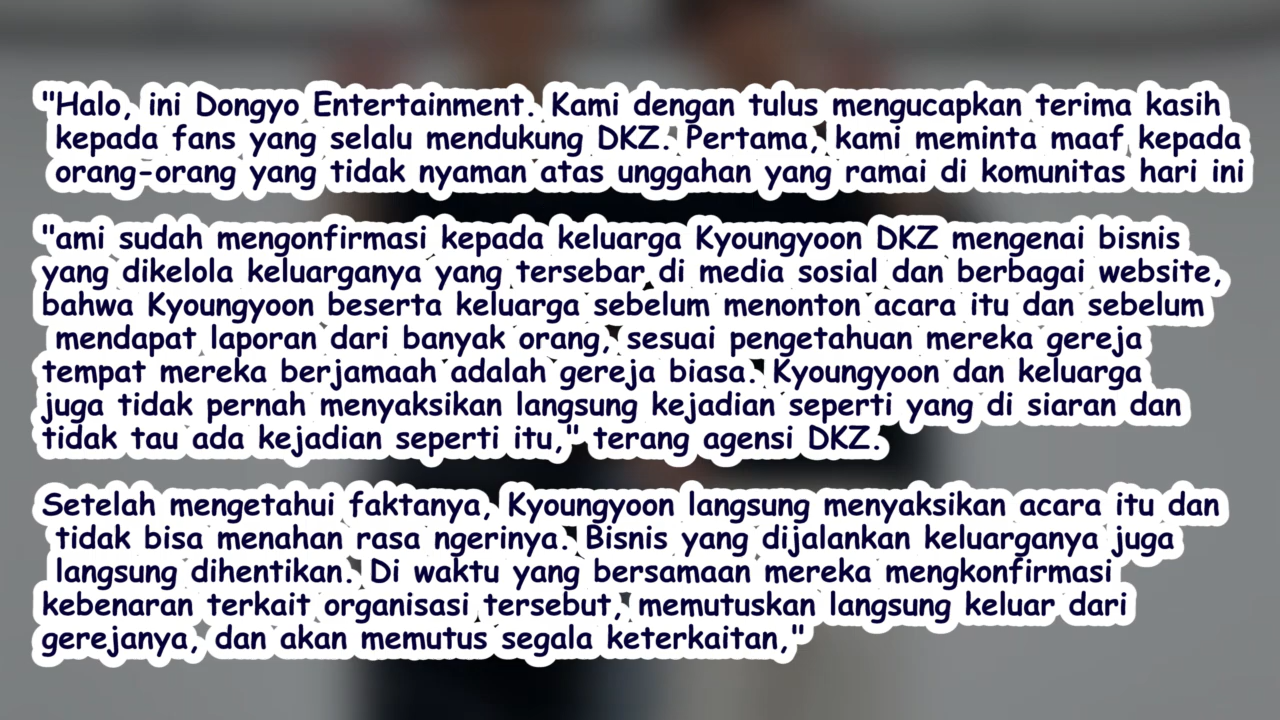 "Halo, ini Dongyo Entertainment. Kami dengan tulus mengucapkan terima kasih
kepada fans yang selalu mendukung DKZ. Pertama, kami meminta maaf kepada
orang-orang yang tidak nyaman atas unggahan yang ramai di komunitas hari ini
"ami sudah mengonfirmasi kepada keluarga Kyoungyoon DKZ mengenai bisnis
yang dikelola keluarganya yang tersebar di media sosial dan berbagai website,
bahwa Kyoungyoon beserta keluarga sebelum menonton acara itu dan sebelum
mendapat laporan dari banyak orang, sesuai pengetahuan mereka gereja
tempat mereka berjamaah adalah gereja biasa. Kyoungyoon dan keluarga
juga tidak pernah menyaksikan langsung kejadian seperti yang di siaran dan
tidak tau ada kejadian seperti itu," terang agensi DKZ.
Setelah mengetahui faktanya, Kyoungyoon langsung menyaksikan acara itu dan
tidak bisa menahan rasa ngerinya. Bisnis yang dijalankan keluarganya juga
langsung dihentikan. Di waktu yang bersamaan mereka mengkonfirmasi
kebenaran terkait organisasi tersebut, memutuskan langsung keluar dari
gerejanya, dan akan memutus segala keterkaitan,"